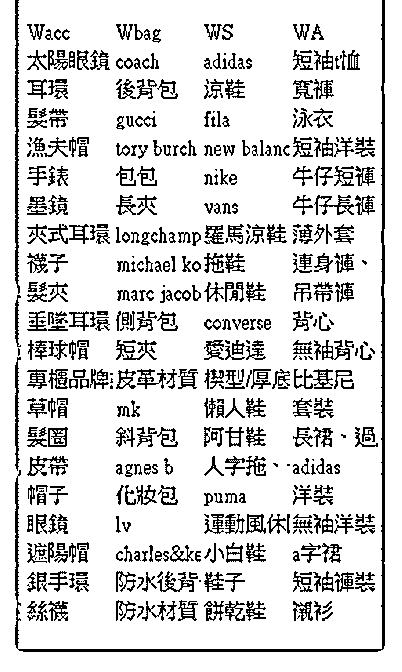 Wacc Wbag WS WA
太陽眼鏡 coach adidas 短袖t恤
耳環 後背包 涼鞋 寬褲
髮帶 gucci fila 泳衣
漁夫帽 tory burch new balanc 短袖洋裝
手錶 包包 nike 牛仔短褲
墨鏡 長夾 vans 牛仔長褲
夾式耳環 longchamp 羅馬涼鞋 薄外套
襪子 michael ko 拖鞋 連身褲、
髮夾 marc jacob 休閒鞋 吊帶褲
垂墜耳環 側背包 converse 背心
棒球帽 短夾 愛迪達 無袖背心
專櫃品牌 皮革材質 楔型/厚底 比基尼
草帽 mk 懶人鞋 套裝
髮圈 斜背包 阿甘鞋 長裙、過
皮帶 agnes b 人字拖、 adidas
帽子 化妝包 puma 洋裝
眼鏡 lv 運動風休 無袖洋裝
遮陽帽 charles&ke 小白鞋 a字裙
銀手環 防水後背 鞋子 短袖褲裝
絲襪 防水材質 餅乾鞋 襯衫